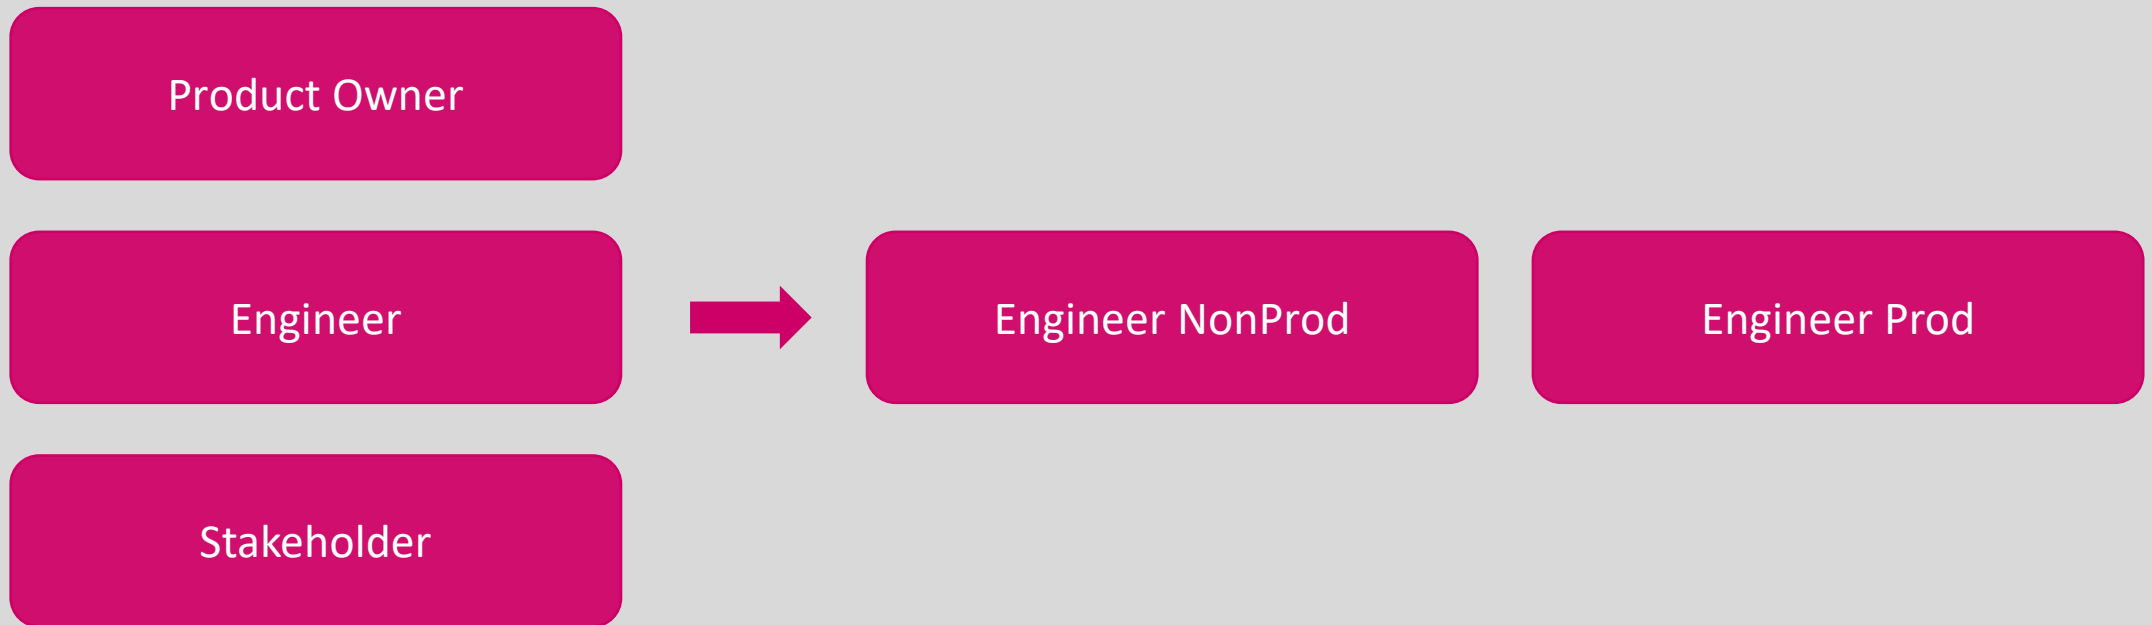 Product Owner
Engineer
Engineer NonProd
Engineer Prod
Stakeholder